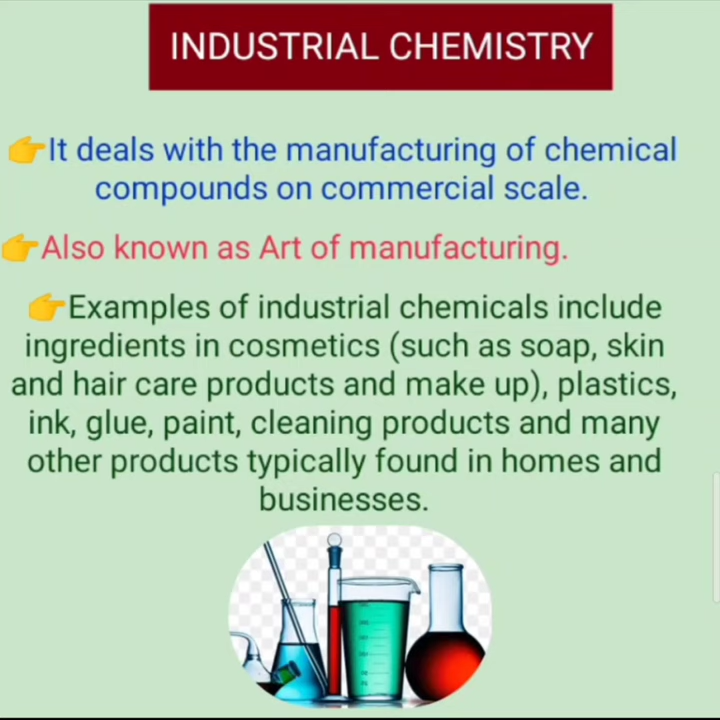 INDUSTRIAL CHEMISTRY
👉It deals with the manufacturing of chemical
compounds on commercial scale.
👉Also known as Art of manufacturing.
👉Examples of industrial chemicals include
ingredients in cosmetics (such as soap, skin
and hair care products and make up), plastics,
ink, glue, paint, cleaning products and many
other products typically found in homes and
businesses.